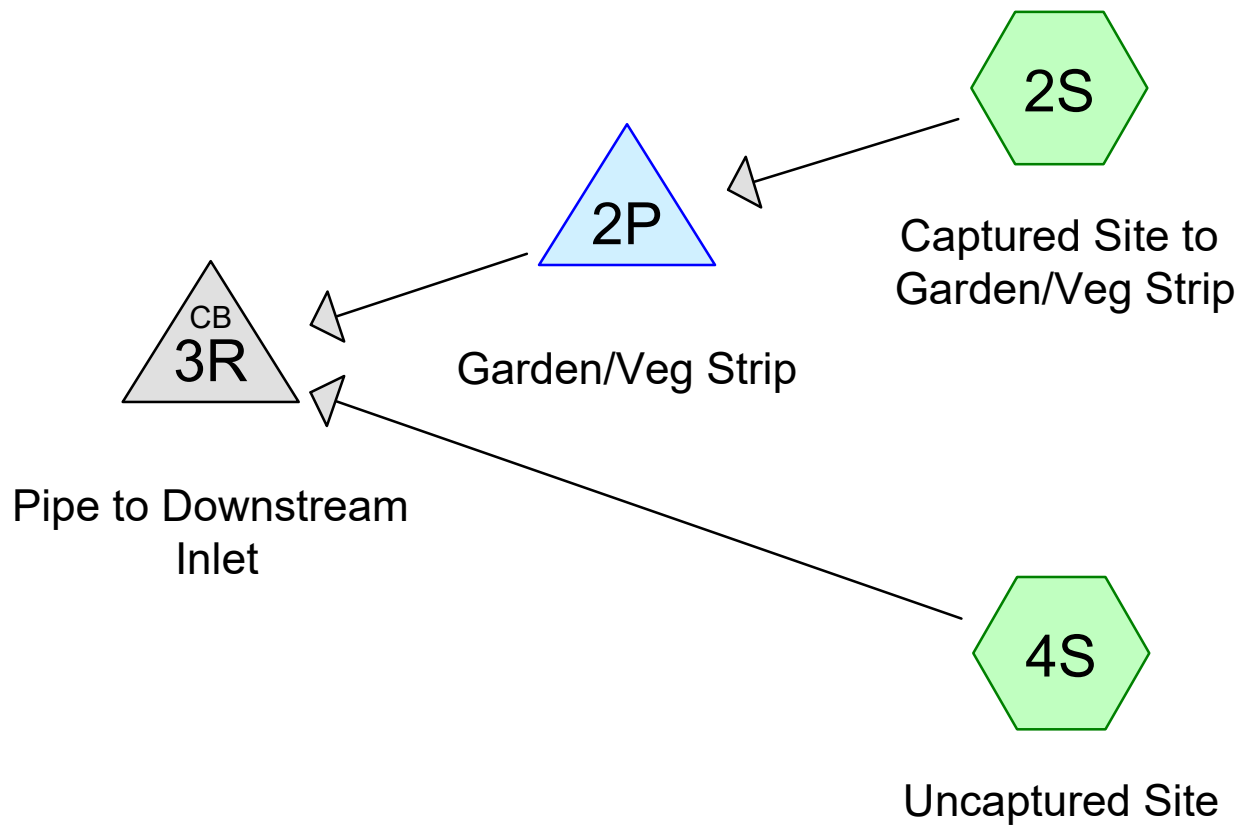 2S
Captured Site to
Garden/Veg Strip
2P
Garden/Veg Strip
CB
3R
Pipe to Downstream
Inlet
4S
Uncaptured Site